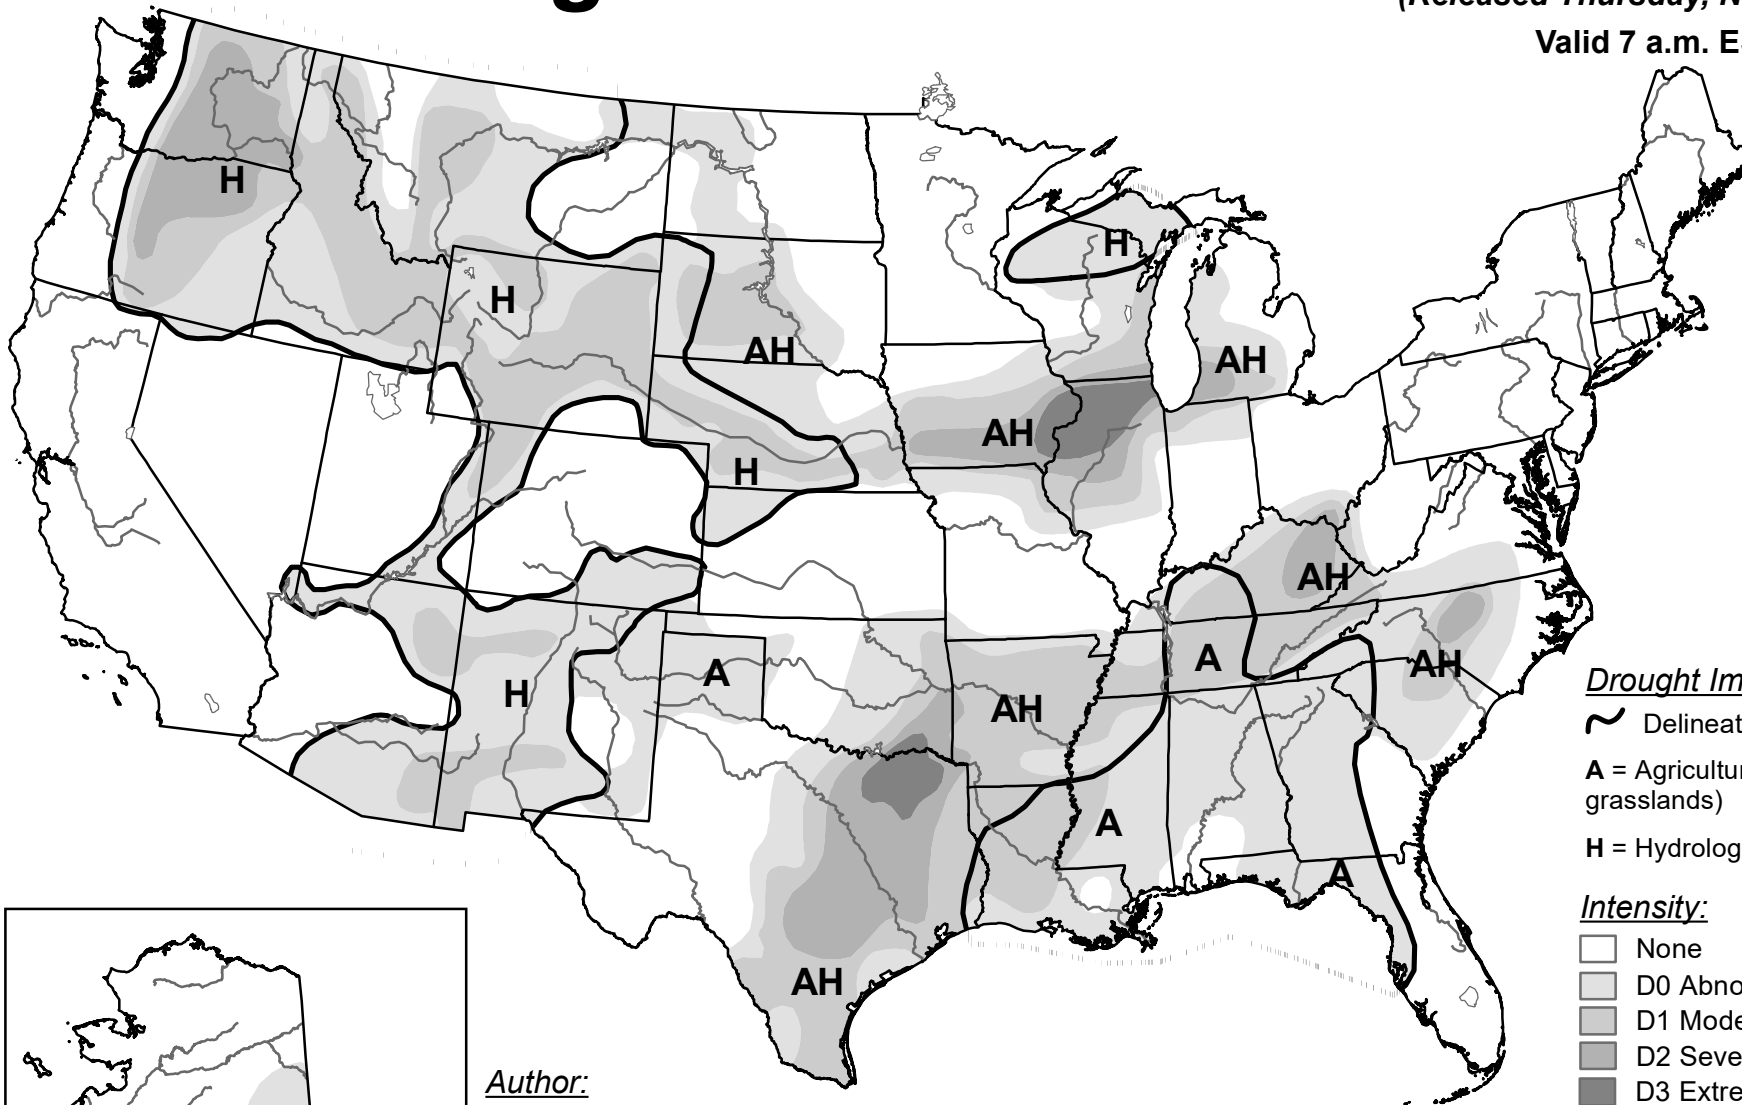 g
(Released Thursday, N
Valid 7 a.m. E
H
H
H
AH
AH
AH
H
AH
A
A
H
AH
AH
A
A
AH
Drought Im
Delineat
A = Agricultu
grasslands)
H = Hydrolog
Intensity:
None
D0 Abno
D1 Mode
D2 Seve
D3 Extre
Author: